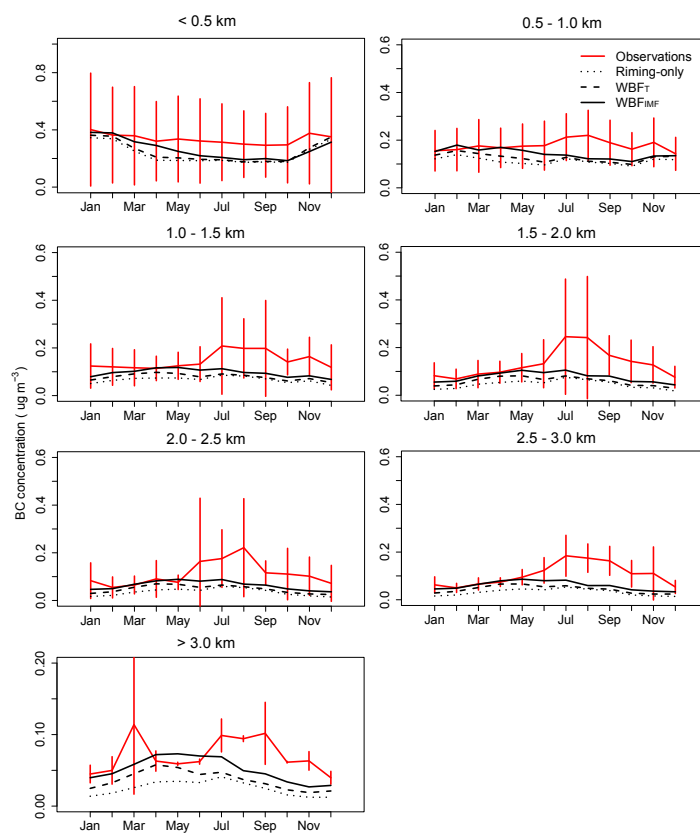 < 0.5 km
0.5 - 1.0 km
0.0 0.4 0.8
Jan Mar May Jul Sep Nov
0.0 0.2 0.4 0.6
Jan Mar May Jul Sep Nov
Observations
Riming-only
WBFT
WBFIMF
1.0 - 1.5 km
1.5 - 2.0 km
0.0 0.2 0.4 0.6
Jan Mar May Jul Sep Nov
0.0 0.2 0.4 0.6
Jan Mar May Jul Sep Nov
BC concentration ( ug m−3)
2.0 - 2.5 km
2.5 - 3.0 km
0.0 0.2 0.4 0.6
Jan Mar May Jul Sep Nov
0.0 0.2 0.4 0.6
Jan Mar May Jul Sep Nov
> 3.0 km
0.00 0.05 0.10 0.20
Jan Mar May Jul Sep Nov